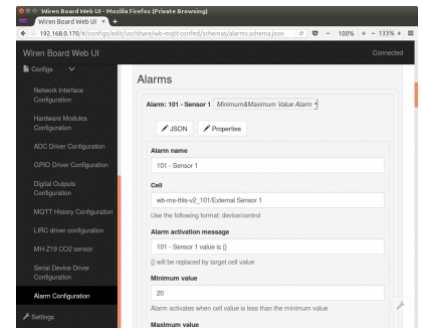 Wiren Board Web UI - Mozilla Firefox (Private Browsing)
Wiren Board Web UI
192.168.0.170/#/configs/edit/usr/share/wb-mqtt-confed/schemas/alarms.schema.json
100%
133%
Wiren Board Web UI
Connected
Configs
Network Interface
Configuration
Hardware Modules
Configuration
ADC Driver Configuration
GPIO Driver Configuration
Digital Outputs
Configuration
MQTT History Configuration
LIRC driver configuration
MH-Z19 CO2 sensor
Serial Device Driver
Configuration
Alarm Configuration
Settings
Alarms
Alarm: 101 - Sensor 1
Minimum&Maximum Value Alarm
JSON
Properties
Alarm name
101 - Sensor 1
Cell
wb-ms-thls-v2_101/External Sensor 1
Use the following format: device/control
Alarm activation message
101 - Sensor 1 value is {}
{} will be replaced by target cell value
Minimum value
20
Alarm activates when cell value is less than the minimum value
Maximum value